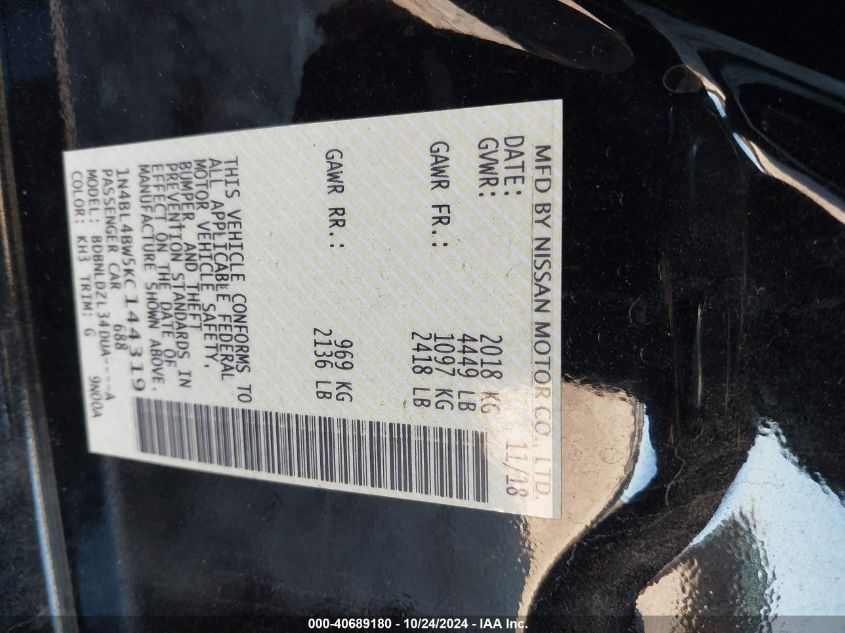 MFD BY NISSAN MOTOR CO., LTD.
DATE: 11/18
GVWR: 2018 KG
4449 LB
GAWR FR.: 1097 KG
2418 LB
GAWR RR.: 969 KG
2136 LB
THIS VEHICLE CONFORMS TO
ALL APPLICABLE FEDERAL
MOTOR VEHICLE SAFETY,
BUMPER, AND THEFT
PREVENTION STANDARDS IN
EFFECT ON THE DATE OF
MANUFACTURE SHOWN ABOVE.
1N4BL4BW5KC144319
PASSENGER CAR 688
MODEL: BDBNLDZL34DUA----A
COLOR: KH3 TRIM: G 9N00A
000-40689180 - 10/24/2024 - IAA Inc.